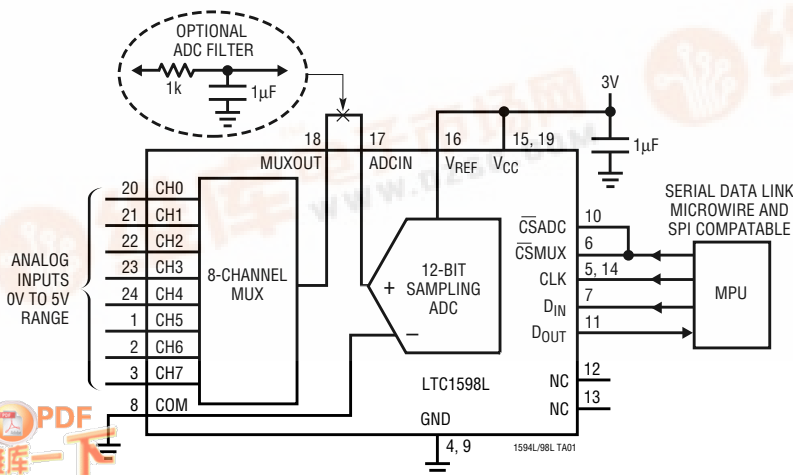 OPTIONAL
ADC FILTER
1k
1µF
3V
18
17
16
15, 19
1µF
MUXOUT
ADCIN
VREF
VCC
SERIAL DATA LINK
MICROWIRE AND
SPI COMPATABLE
20 CH0
21 CH1
22 CH2
23 CH3
24 CH4
1 CH5
2 CH6
3 CH7
8 COM
ANALOG
INPUTS
0V TO 5V
RANGE
8-CHANNEL
MUX
+
12-BIT
SAMPLING
ADC
–
CSADC 10
CSMUX 6
CLK 5, 14
DIN 7
DOUT 11
MPU
NC 12
NC 13
LTC1598L
GND
4, 9
1594L/98L TA01
PDF